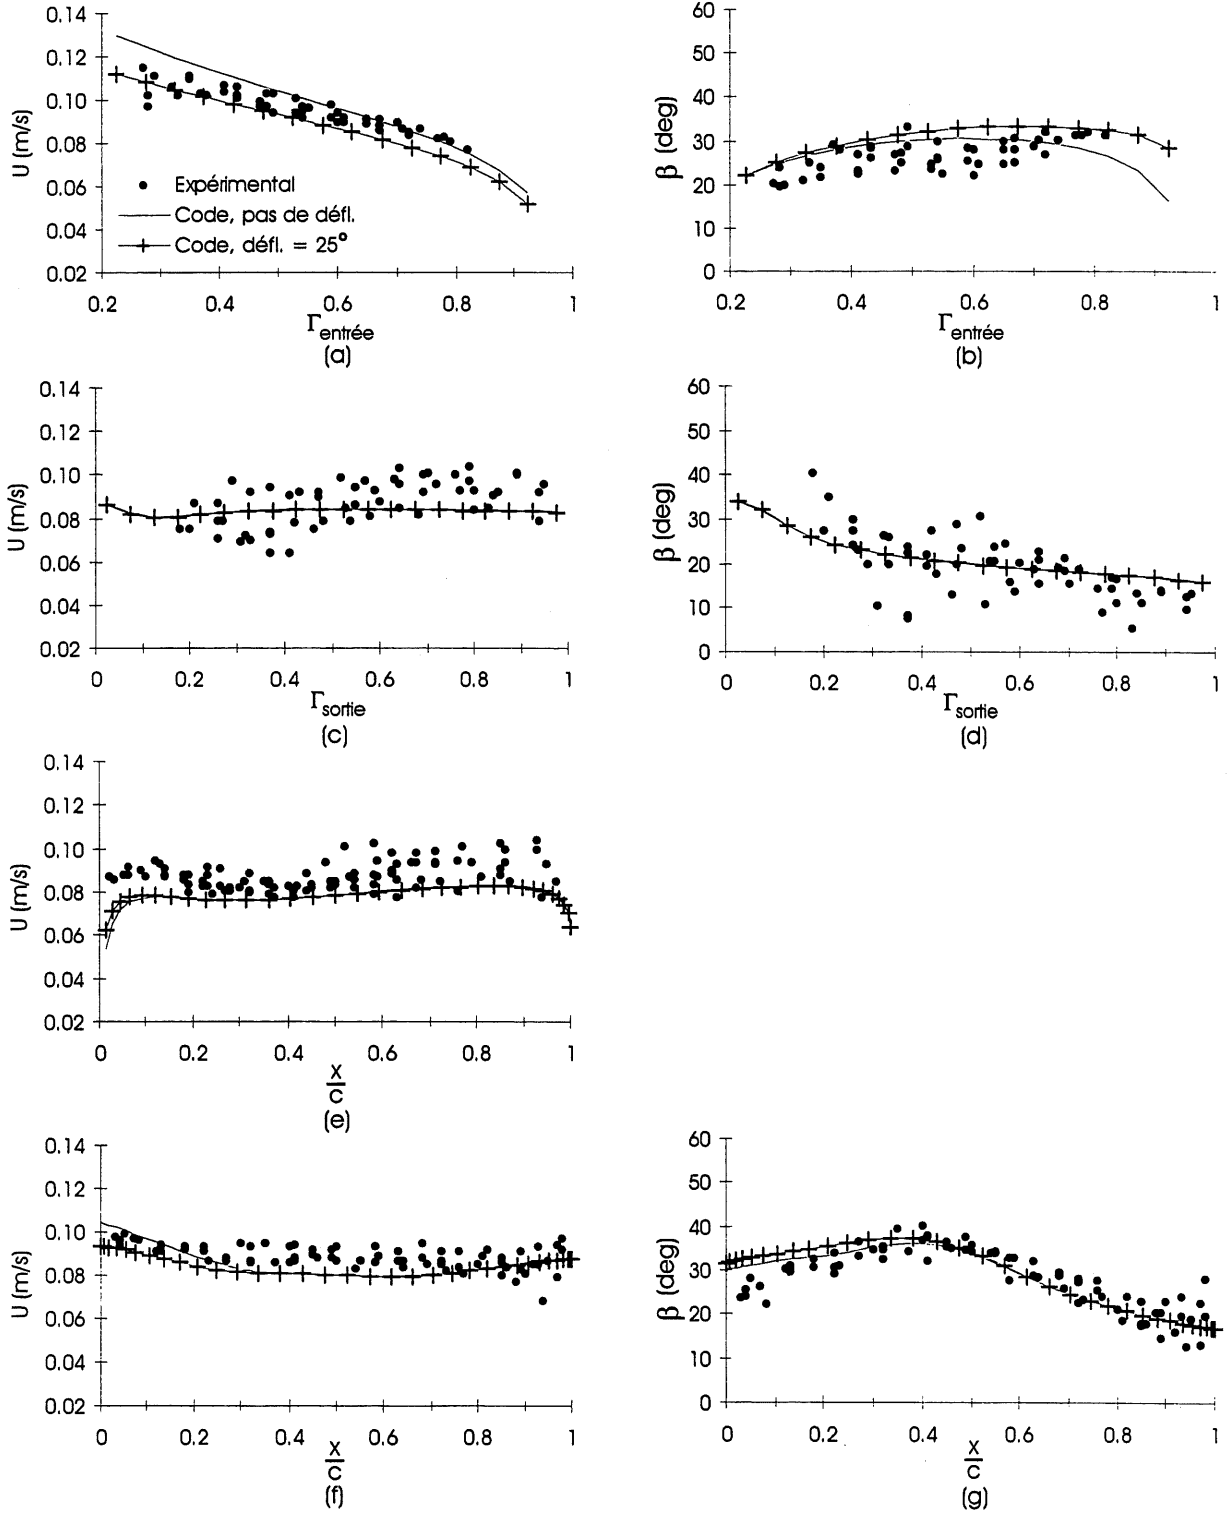 0.14
0.12
0.10
0.08
0.06
0.04
0.02
U (m/s)
Expérimental
Code, pas de défl.
Code, défl. = 25°
0.2 0.4 0.6 0.8 1
Γentrée
(a)
60
50
40
30
20
10
0
β (deg)
0.2 0.4 0.6 0.8 1
Γentrée
(b)
0.14
0.12
0.10
0.08
0.06
0.04
0.02
U (m/s)
0 0.2 0.4 0.6 0.8 1
Γsortie
(c)
60
50
40
30
20
10
0
β (deg)
0 0.2 0.4 0.6 0.8 1
Γsortie
(d)
0.14
0.12
0.10
0.08
0.06
0.04
0.02
U (m/s)
0 0.2 0.4 0.6 0.8 1
x
c
(e)
0.14
0.12
0.10
0.08
0.06
0.04
0.02
U (m/s)
0 0.2 0.4 0.6 0.8 1
x
c
(f)
60
50
40
30
20
10
0
β (deg)
0 0.2 0.4 0.6 0.8 1
x
c
(g)